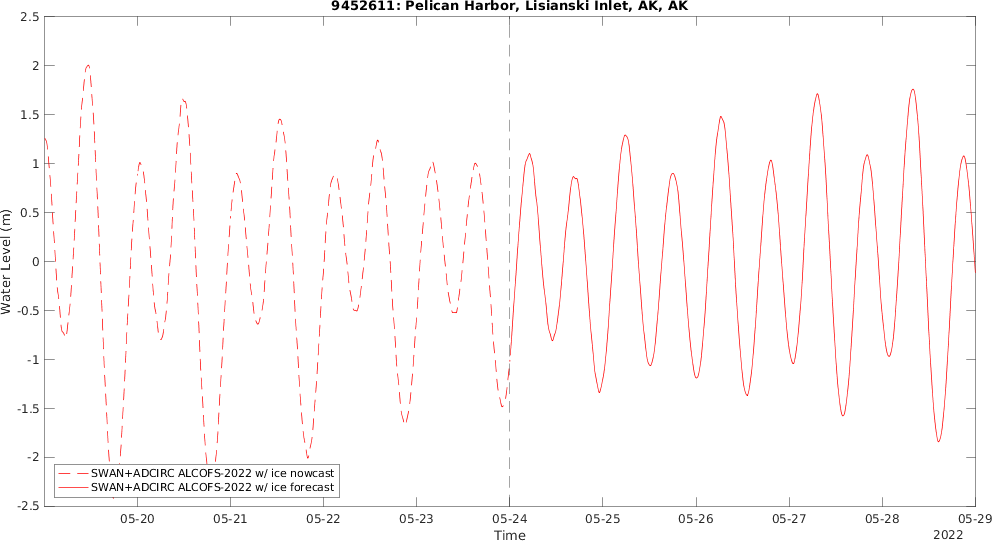 9452611: Pelican Harbor, Lisianski Inlet, AK, AK
2.5
2
1.5
1
0.5
0
-0.5
-1
-1.5
-2
-2.5
Water Level (m)
SWAN+ADCIRC ALCOFS-2022 w/ ice nowcast
SWAN+ADCIRC ALCOFS-2022 w/ ice forecast
05-20 05-21 05-22 05-23 05-24 05-25 05-26 05-27 05-28 05-29
Time
2022